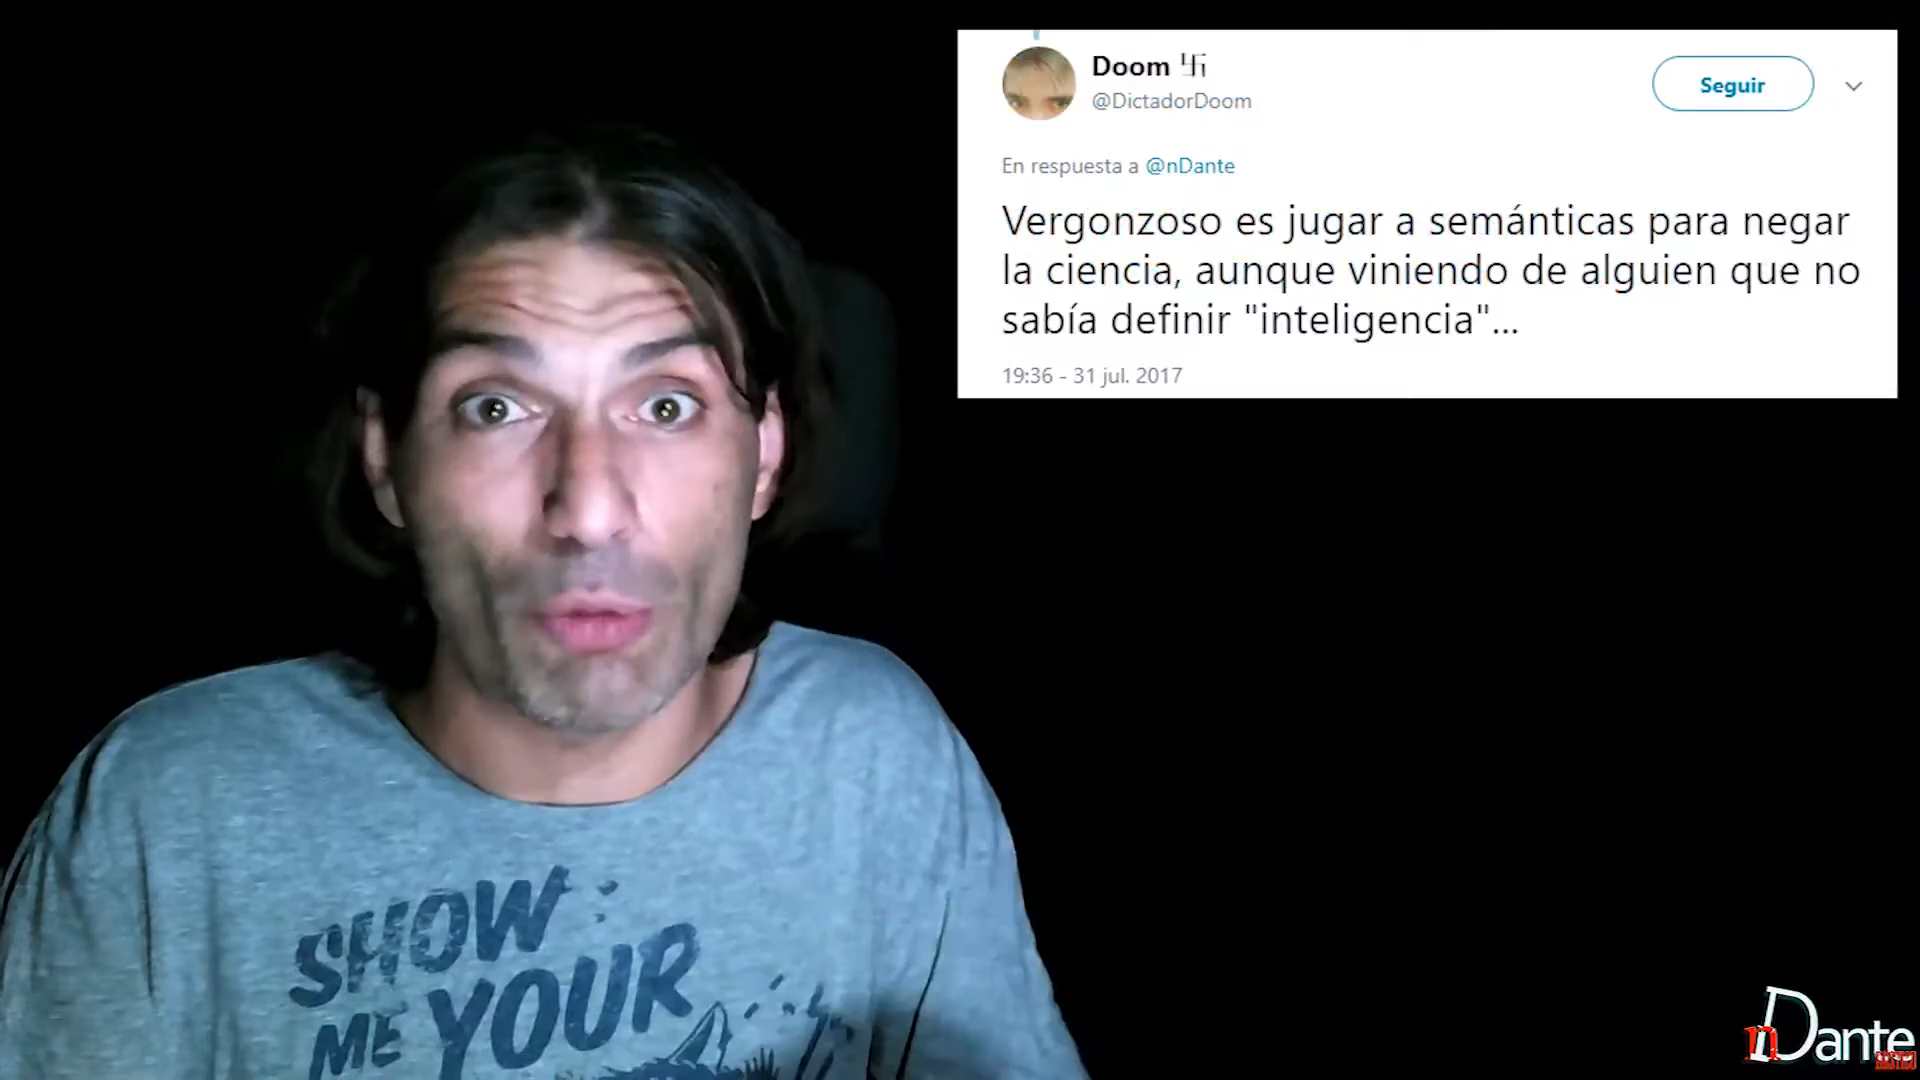 Doom 卐
@DictadorDoom
Seguir
En respuesta a @nDante
Vergonzoso es jugar a semánticas para negar
la ciencia, aunque viniendo de alguien que no
sabía definir "inteligencia"...
19:36 - 31 jul. 2017
SHOW
ME YOUR
nDante